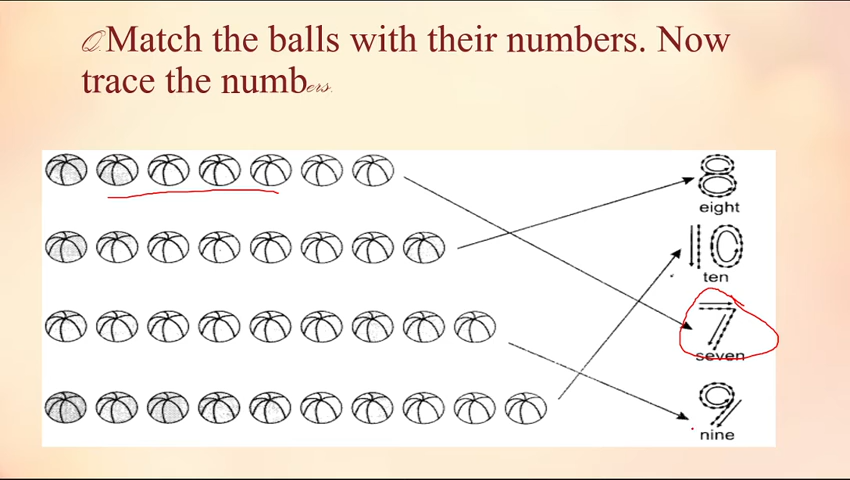 Q.Match the balls with their numbers. Now
trace the numbers.
8
eight
10
ten
7
seven
9
nine